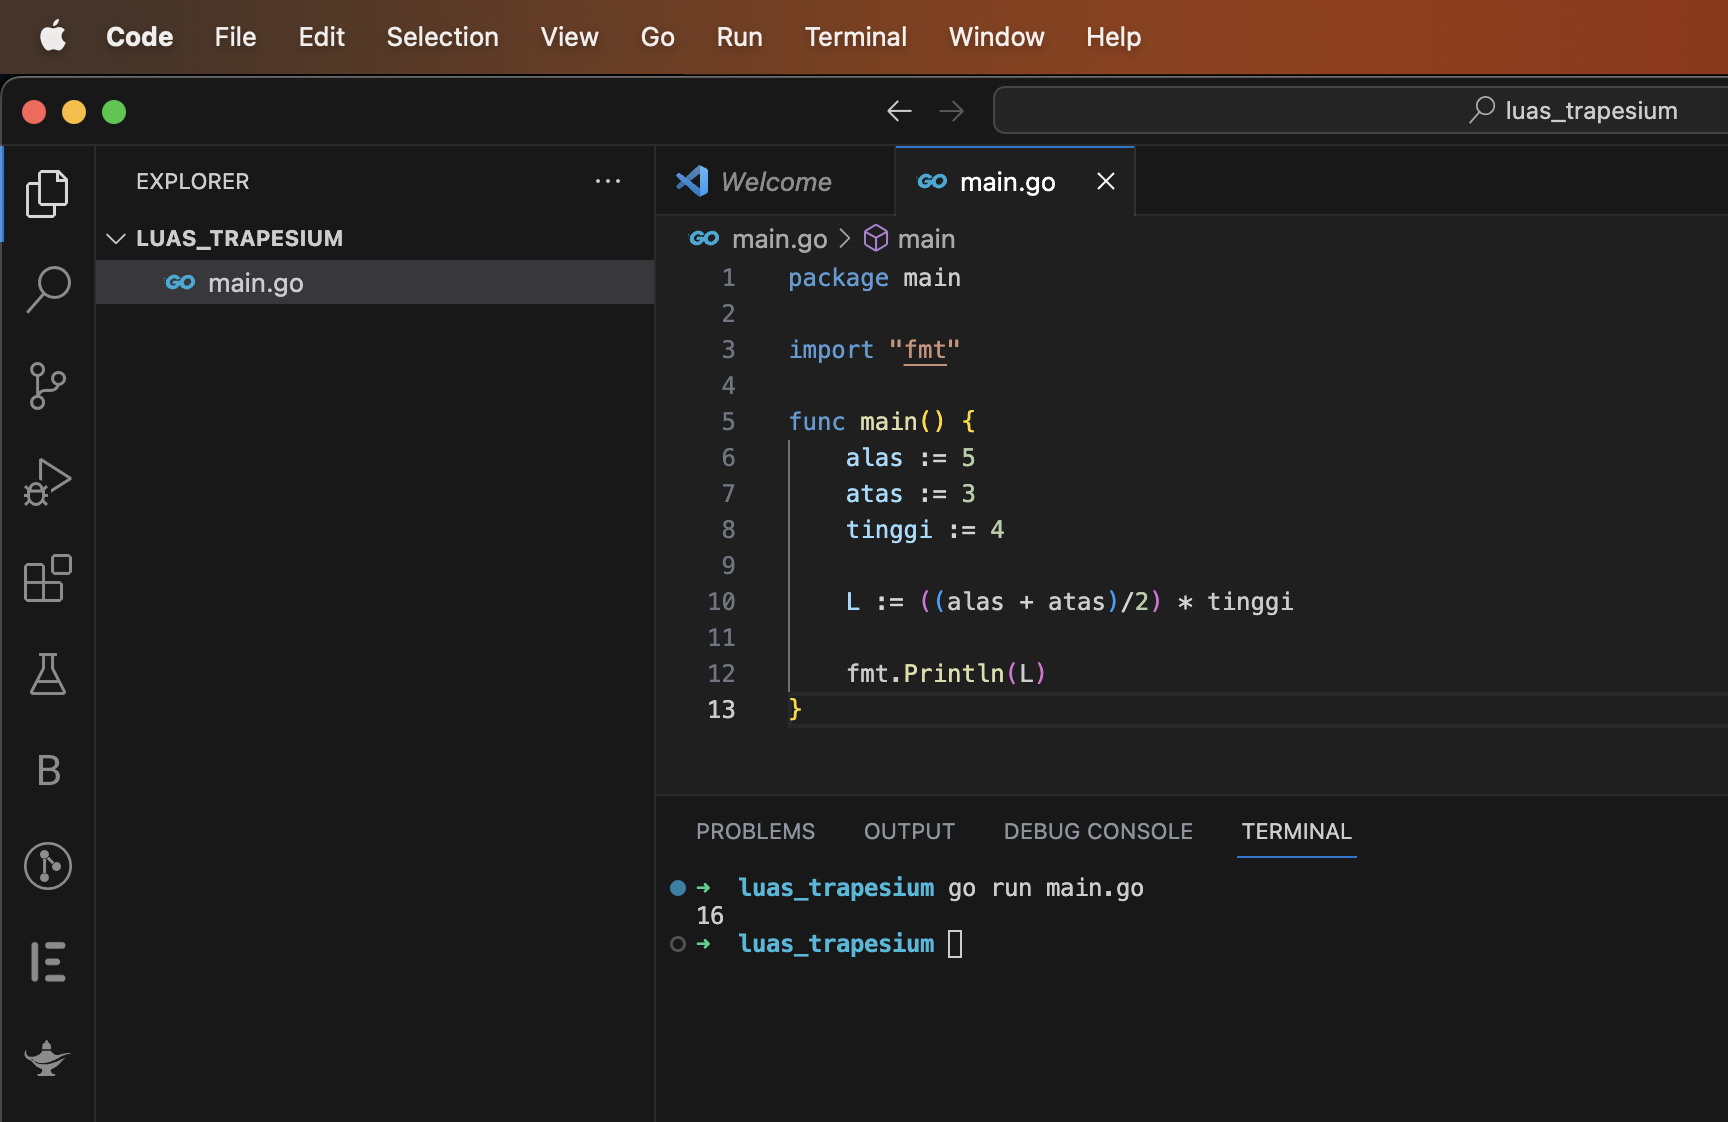 Code File Edit Selection View Go Run Terminal Window Help
luas_trapesium
EXPLORER
LUAS_TRAPESIUM
main.go
Welcome
main.go
main.go > main
1 package main
2
3 import "fmt"
4
5 func main() {
6 alas := 5
7 atas := 3
8 tinggi := 4
9
10 L := ((alas + atas)/2) * tinggi
11
12 fmt.Println(L)
13 }
PROBLEMS OUTPUT DEBUG CONSOLE TERMINAL
➜ luas_trapesium go run main.go
16
➜ luas_trapesium
B